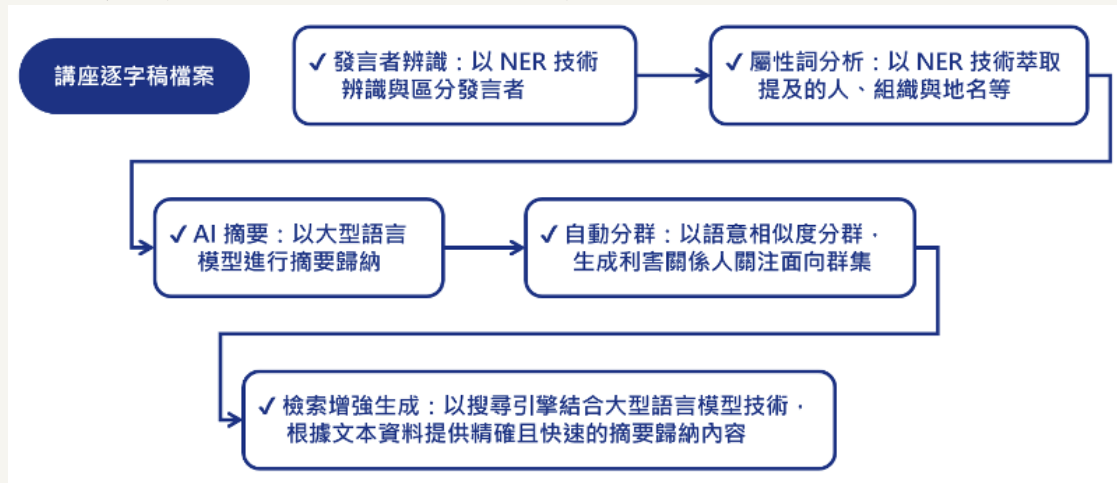 講座逐字稿檔案
✓ 發言者辨識：以 NER 技術
辨識與區分發言者
✓ 屬性詞分析：以 NER 技術萃取
提及的人、組織與地名等
✓ AI 摘要：以大型語言
模型進行摘要歸納
✓ 自動分群：以語意相似度分群，
生成利害關係人關注面向群集
✓ 檢索增強生成：以搜尋引擎結合大型語言模型技術，
根據文本資料提供精確且快速的摘要歸納內容